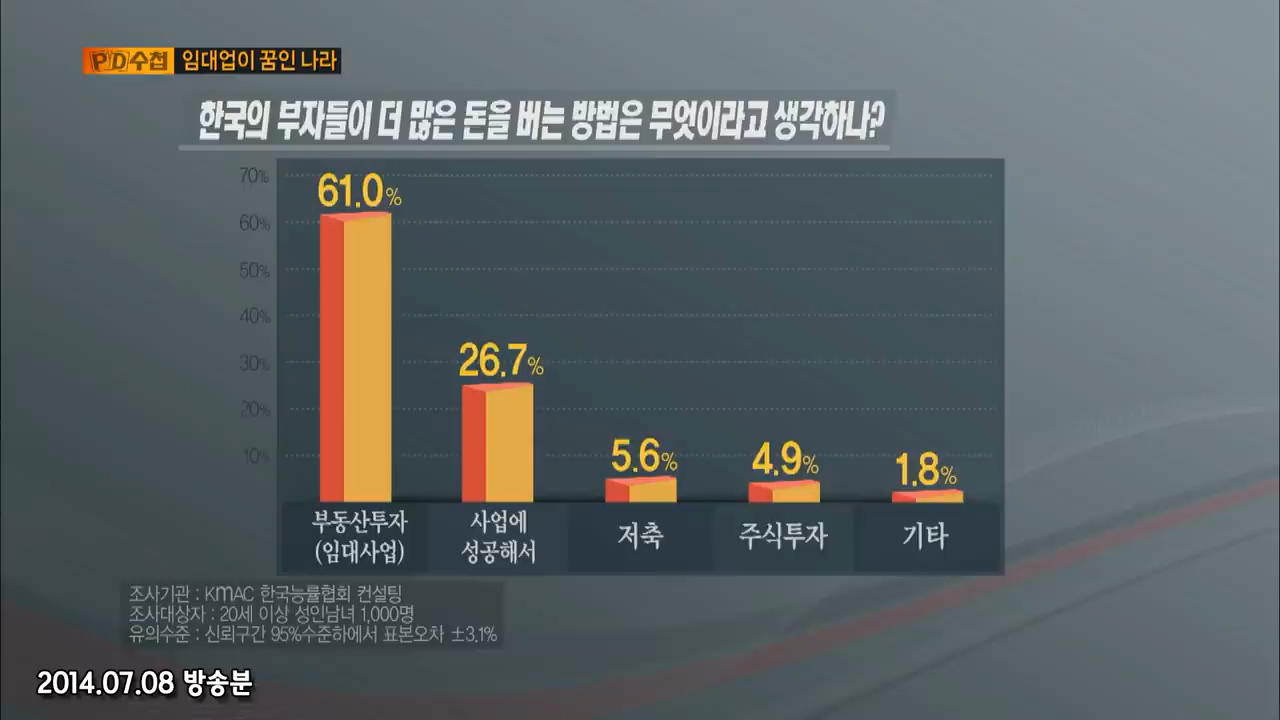 PD수첩 임대업이 꿈인 나라
한국의 부자들이 더 많은 돈을 버는 방법은 무엇이라고 생각하나?
70%
60%
50%
40%
30%
20%
10%
61.0%
26.7%
5.6%
4.9%
1.8%
부동산투자
(임대사업)
사업에
성공해서
저축
주식투자
기타
조사기관 : KMAC 한국능률협회 컨설팅
조사대상자 : 20세 이상 성인남녀 1,000명
유의수준 : 신뢰구간 95%수준하에서 표본오차 ±3.1%
2014.07.08 방송분